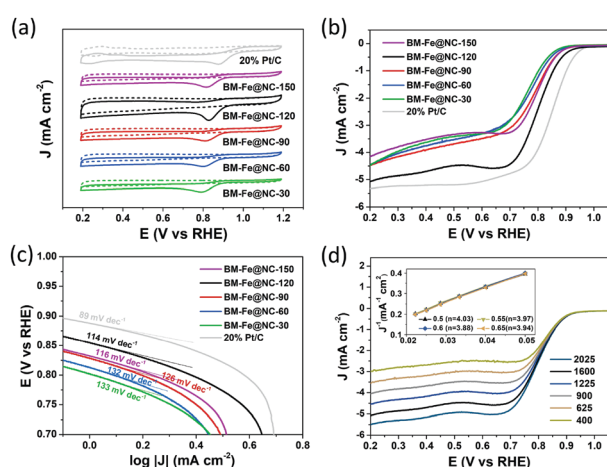 (a)
20% Pt/C
BM-Fe@NC-150
BM-Fe@NC-120
BM-Fe@NC-90
BM-Fe@NC-60
BM-Fe@NC-30
J (mA cm⁻²)
0.2 0.4 0.6 0.8 1.0 1.2
E (V vs RHE)
(b)
BM-Fe@NC-150
BM-Fe@NC-120
BM-Fe@NC-90
BM-Fe@NC-60
BM-Fe@NC-30
20% Pt/C
J (mA cm⁻²)
1
0
-1
-2
-3
-4
-5
-6
0.2 0.3 0.4 0.5 0.6 0.7 0.8 0.9 1.0
E (V vs RHE)
(c)
BM-Fe@NC-150
BM-Fe@NC-120
BM-Fe@NC-90
BM-Fe@NC-60
BM-Fe@NC-30
20% Pt/C
89 mV dec⁻¹
114 mV dec⁻¹
116 mV dec⁻¹
126 mV dec⁻¹
132 mV dec⁻¹
133 mV dec⁻¹
E (V vs RHE)
0.95
0.90
0.85
0.80
0.75
0.70
0.0 0.2 0.4 0.6 0.8
log |J| (mA cm⁻²)
(d)
J⁻¹ (mA⁻¹ cm²)
0.4
0.3
0.2
0.1
0.5 (n=4.03) 0.55(n=3.97)
0.6 (n=3.88) 0.65(n=3.94)
0.02 0.03 0.04 0.05
2025
1600
1225
900
625
400
J (mA cm⁻²)
2
1
0
-1
-2
-3
-4
-5
-6
0.2 0.3 0.4 0.5 0.6 0.7 0.8 0.9 1.0
E (V vs RHE)